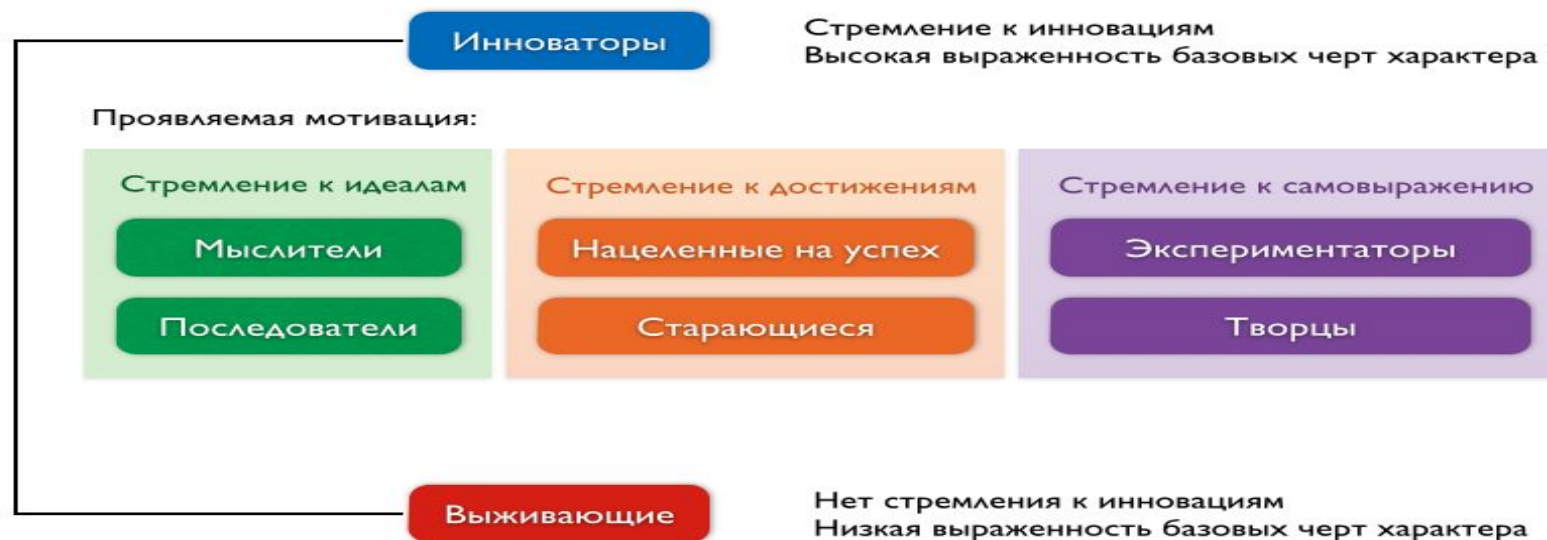 Инноваторы
Стремление к инновациям
Высокая выраженность базовых черт характера
Проявляемая мотивация:
Стремление к идеалам
Мыслители
Последователи
Стремление к достижениям
Нацеленные на успех
Старающиеся
Стремление к самовыражению
Экспериментаторы
Творцы
Выживающие
Нет стремления к инновациям
Низкая выраженность базовых черт характера